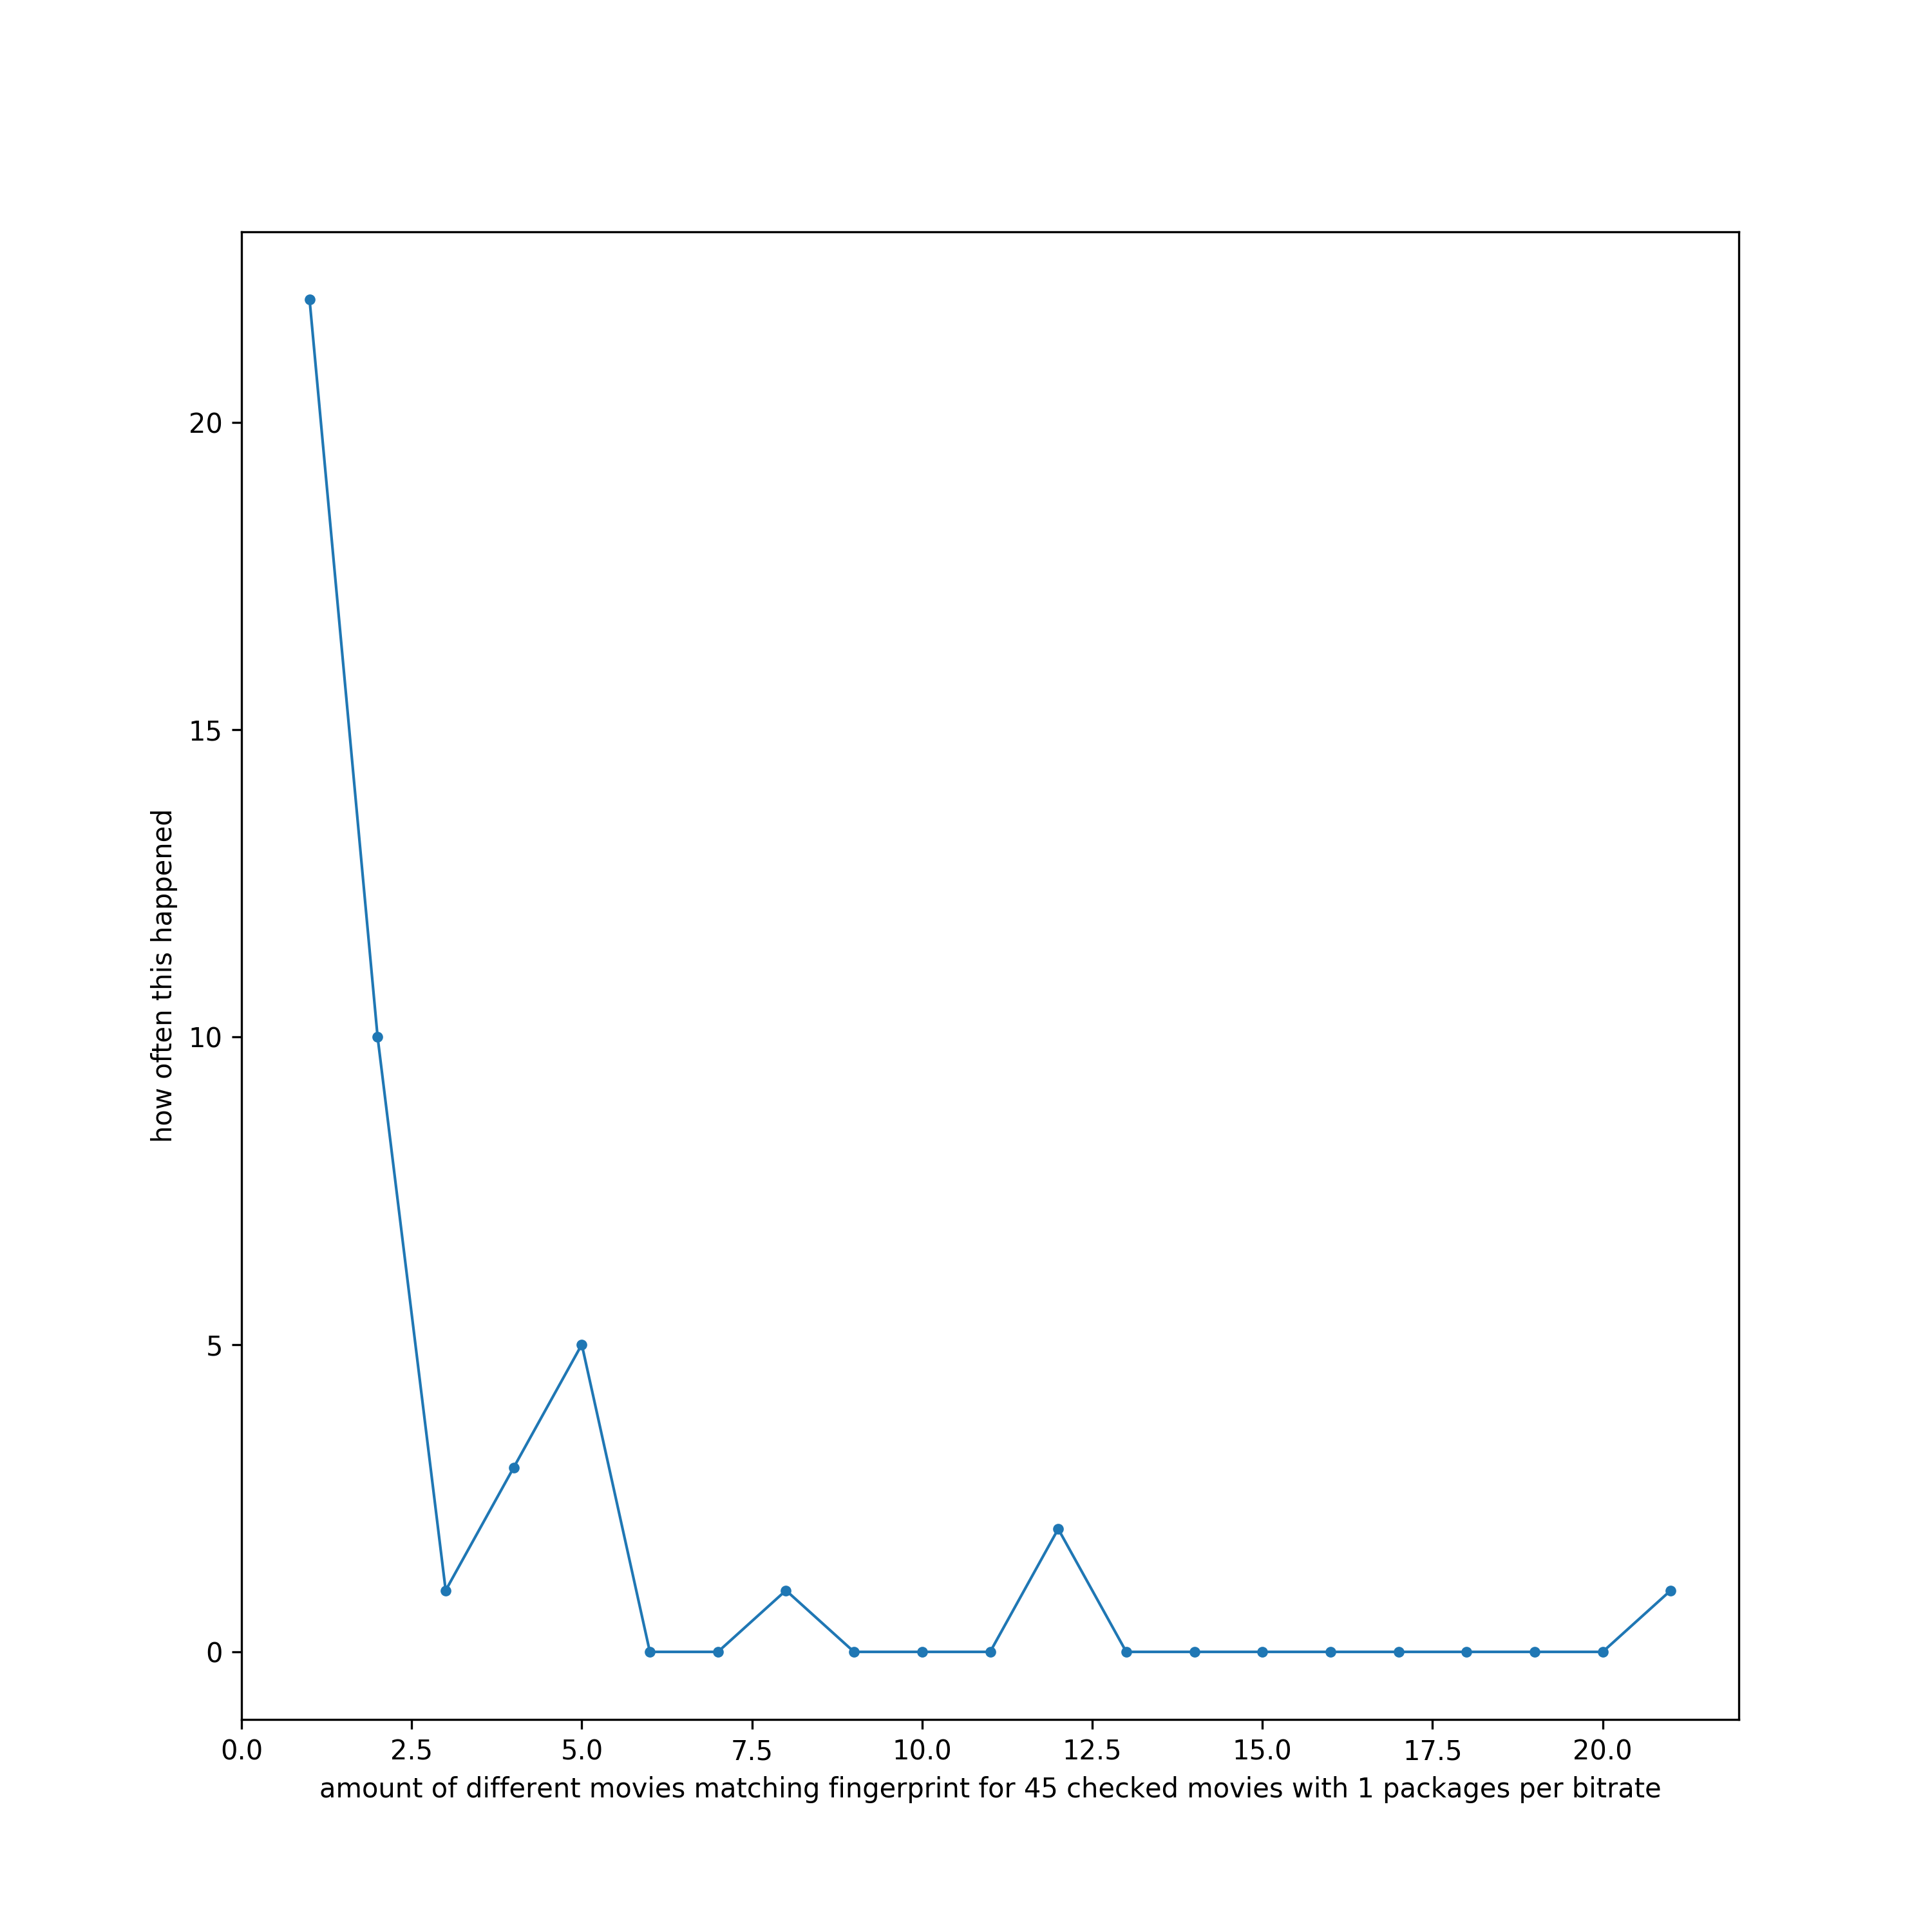 20
15
10
5
0
how often this happened
0.0 2.5 5.0 7.5 10.0 12.5 15.0 17.5 20.0
amount of different movies matching fingerprint for 45 checked movies with 1 packages per bitrate